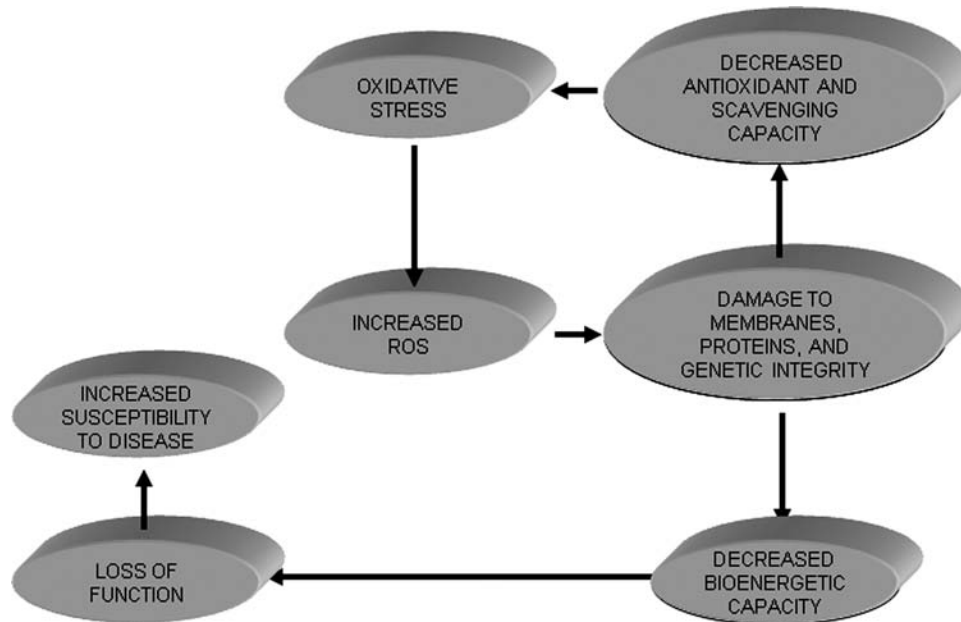 OXIDATIVE
STRESS
DECREASED
ANTIOXIDANT AND
SCAVENGING
CAPACITY
INCREASED
ROS
DAMAGE TO
MEMBRANES,
PROTEINS, AND
GENETIC INTEGRITY
INCREASED
SUSCEPTIBILITY
TO DISEASE
LOSS OF
FUNCTION
DECREASED
BIOENERGETIC
CAPACITY